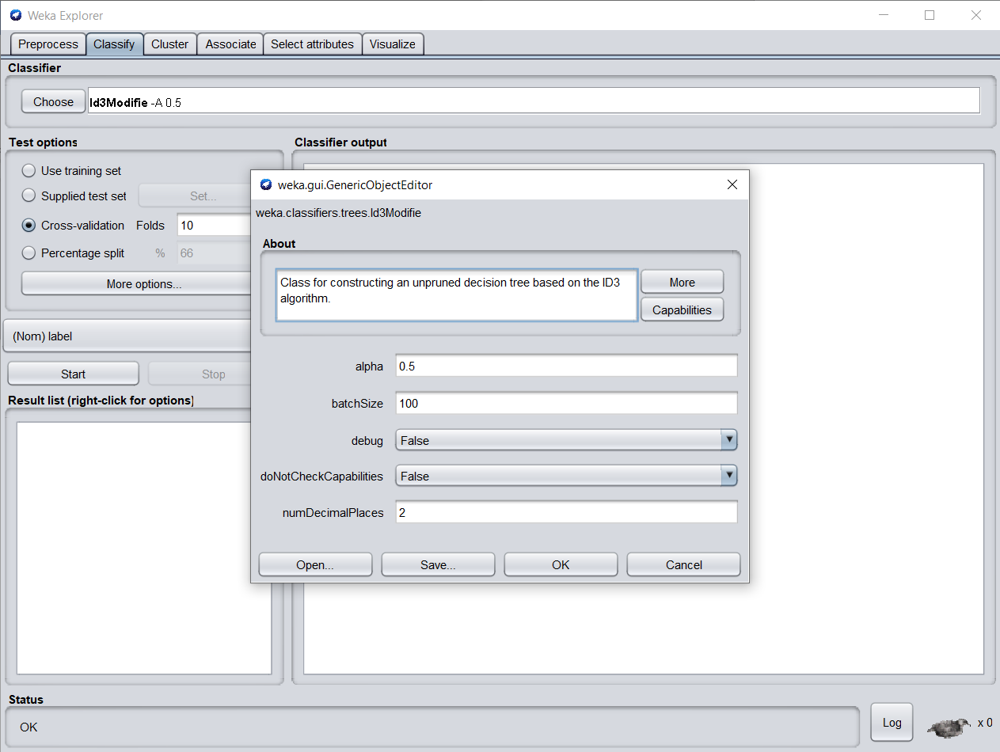 Weka Explorer
Preprocess Classify Cluster Associate Select attributes Visualize
Classifier
Choose Id3Modifie -A 0.5
Test options
Use training set
Supplied test set Set...
Cross-validation Folds 10
Percentage split % 66
More options...
(Nom) label
Start Stop
Result list (right-click for options)
Classifier output
weka.gui.GenericObjectEditor
weka.classifiers.trees.Id3Modifie
About
Class for constructing an unpruned decision tree based on the ID3
algorithm.
More
Capabilities
alpha 0.5
batchSize 100
debug False
doNotCheckCapabilities False
numDecimalPlaces 2
Open... Save... OK Cancel
Status
OK
Log x 0